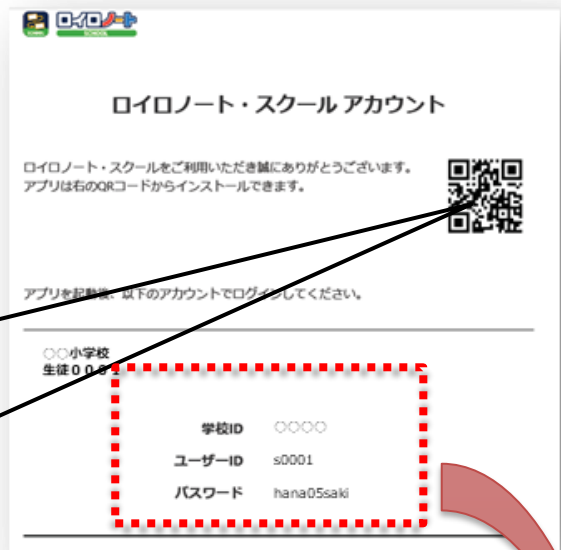 ロイロノート
SCHOOL
ロイロノート・スクール アカウント
ロイロノート・スクールをご利用いただき誠にありがとうございます。
アプリは右のQRコードからインストールできます。
アプリを起動後、以下のアカウントでログインしてください。
○○小学校
生徒0001
学校ID ○○○○
ユーザーID s0001
パスワード hana05saki